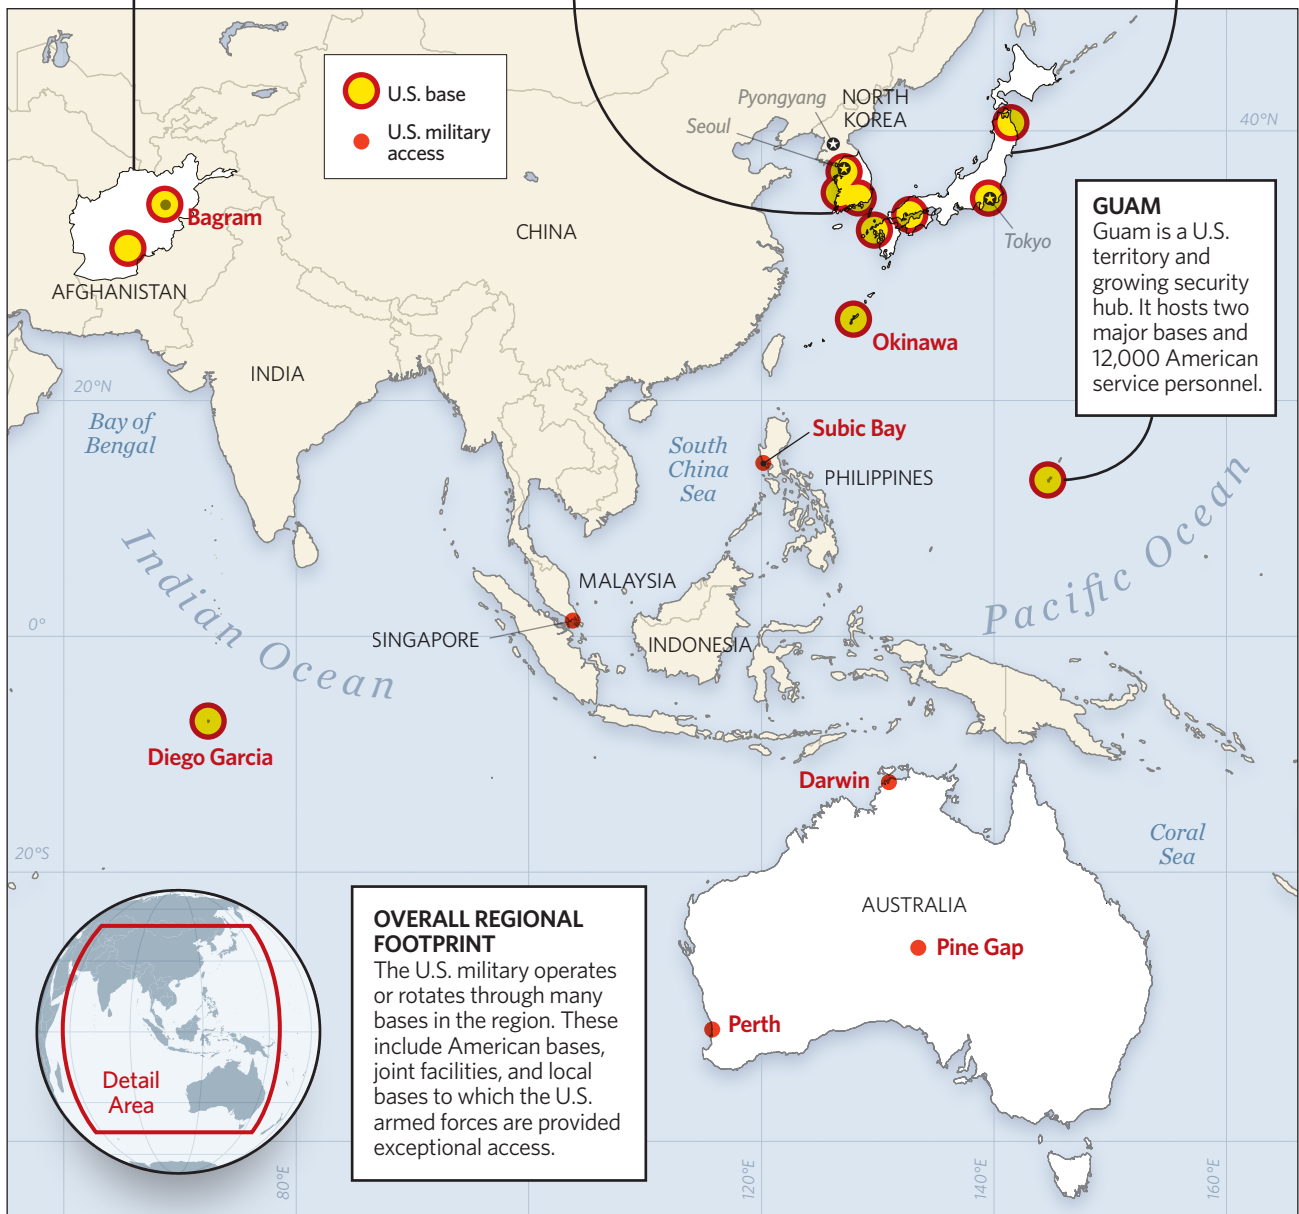 U.S. base
U.S. military
access
Pyongyang
NORTH
KOREA
Seoul
40°N
Bagram
CHINA
Tokyo
AFGHANISTAN
GUAM
Guam is a U.S.
territory and
growing security
hub. It hosts two
major bases and
12,000 American
service personnel.
Okinawa
INDIA
20°N
Bay of
Bengal
South
China
Sea
Subic Bay
PHILIPPINES
Indian Ocean
Pacific Ocean
MALAYSIA
0°
SINGAPORE
INDONESIA
Diego Garcia
Darwin
Coral
Sea
20°S
AUSTRALIA
Pine Gap
Perth
OVERALL REGIONAL
FOOTPRINT
The U.S. military operates
or rotates through many
bases in the region. These
include American bases,
joint facilities, and local
bases to which the U.S.
armed forces are provided
exceptional access.
Detail
Area
80°E
120°E
140°E
160°E